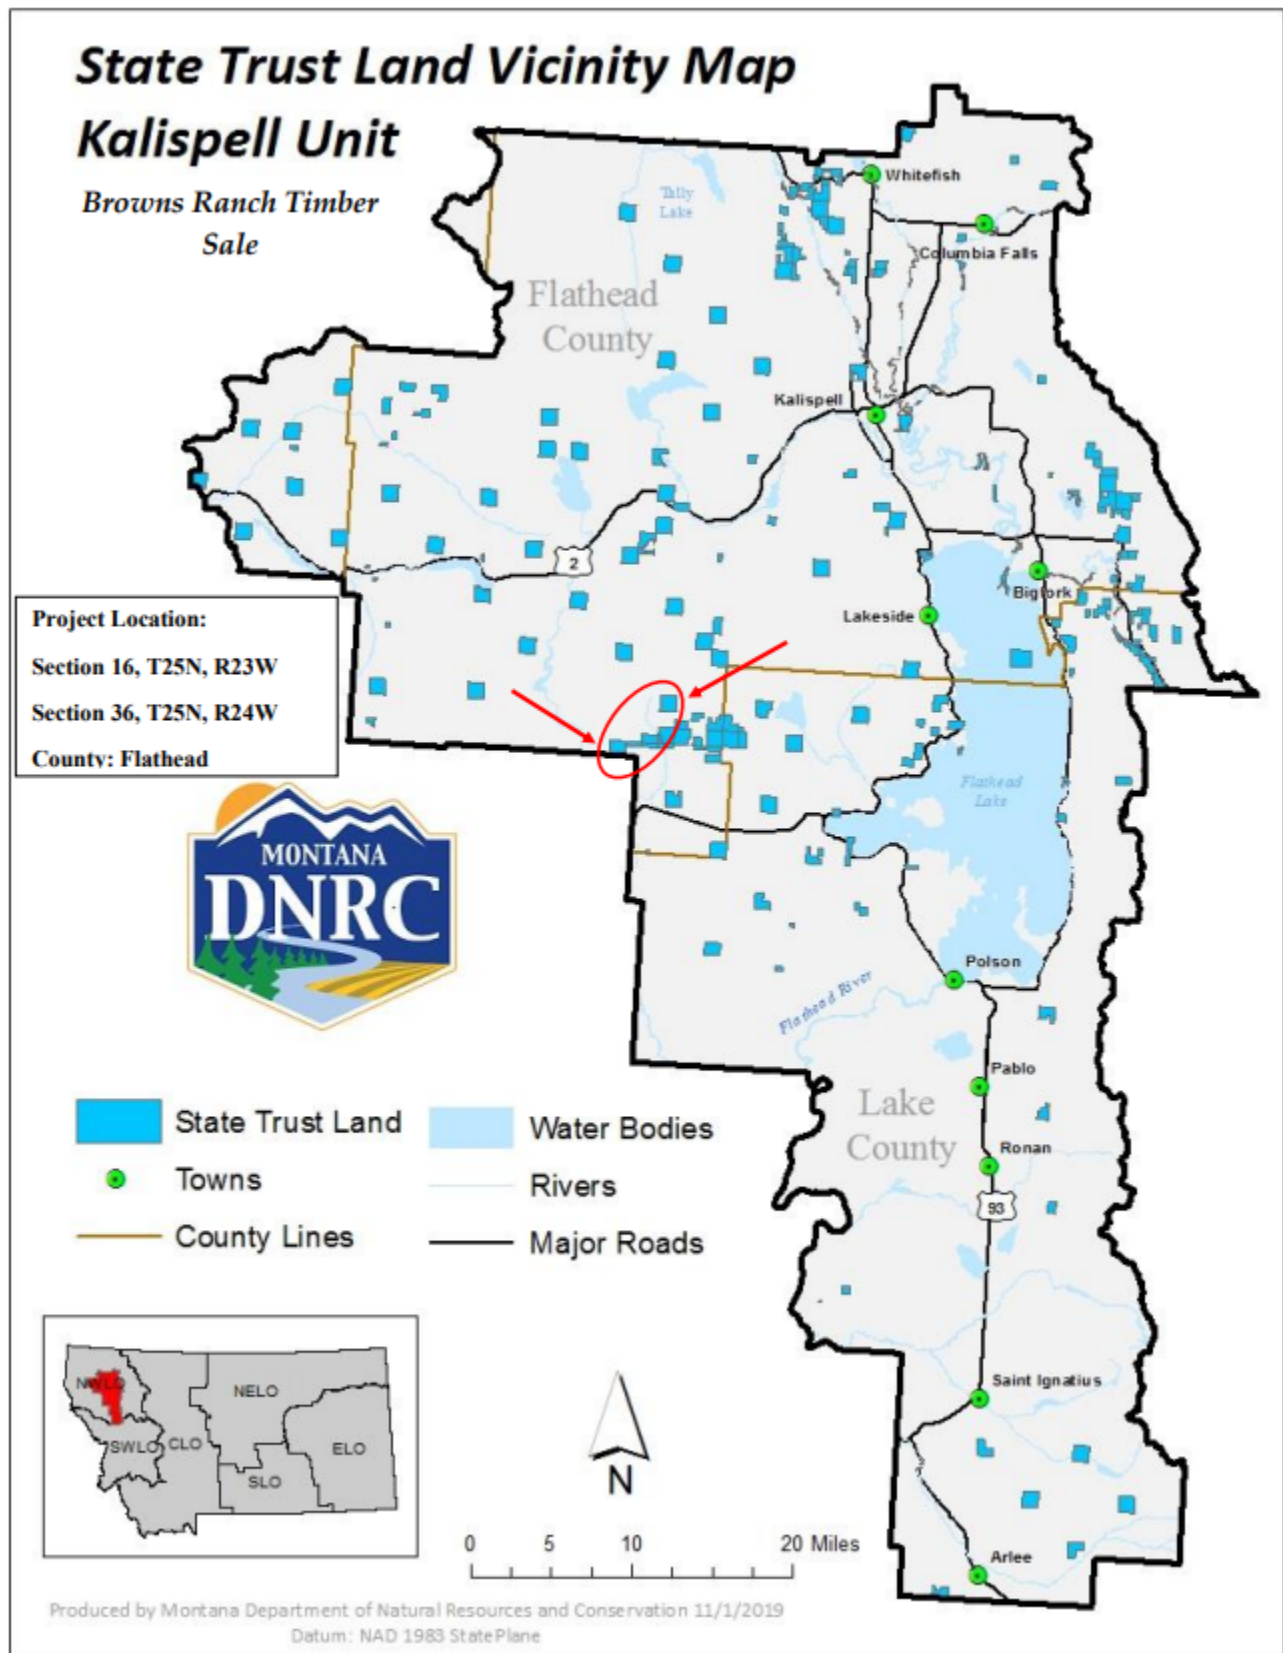 State Trust Land Vicinity Map
Kalispell Unit
Browns Ranch Timber
Sale
Whitefish
Tally
Lake
Columbia Falls
Flathead
County
Kalispell
2
Bigfork
Lakeside
Project Location:
Section 16, T25N, R23W
Section 36, T25N, R24W
County: Flathead
Flathead
Lake
MONTANA
DNRC
Polson
Flathead River
Pablo
Lake
County
Ronan
93
State Trust Land
Water Bodies
Towns
Rivers
County Lines
Major Roads
NWLO
NELO
SWLO
CLO
ELO
SLO
Saint Ignatius
N
0 5 10 20 Miles
Arlee
Produced by Montana Department of Natural Resources and Conservation 11/1/2019
Datum: NAD 1983 StatePlane